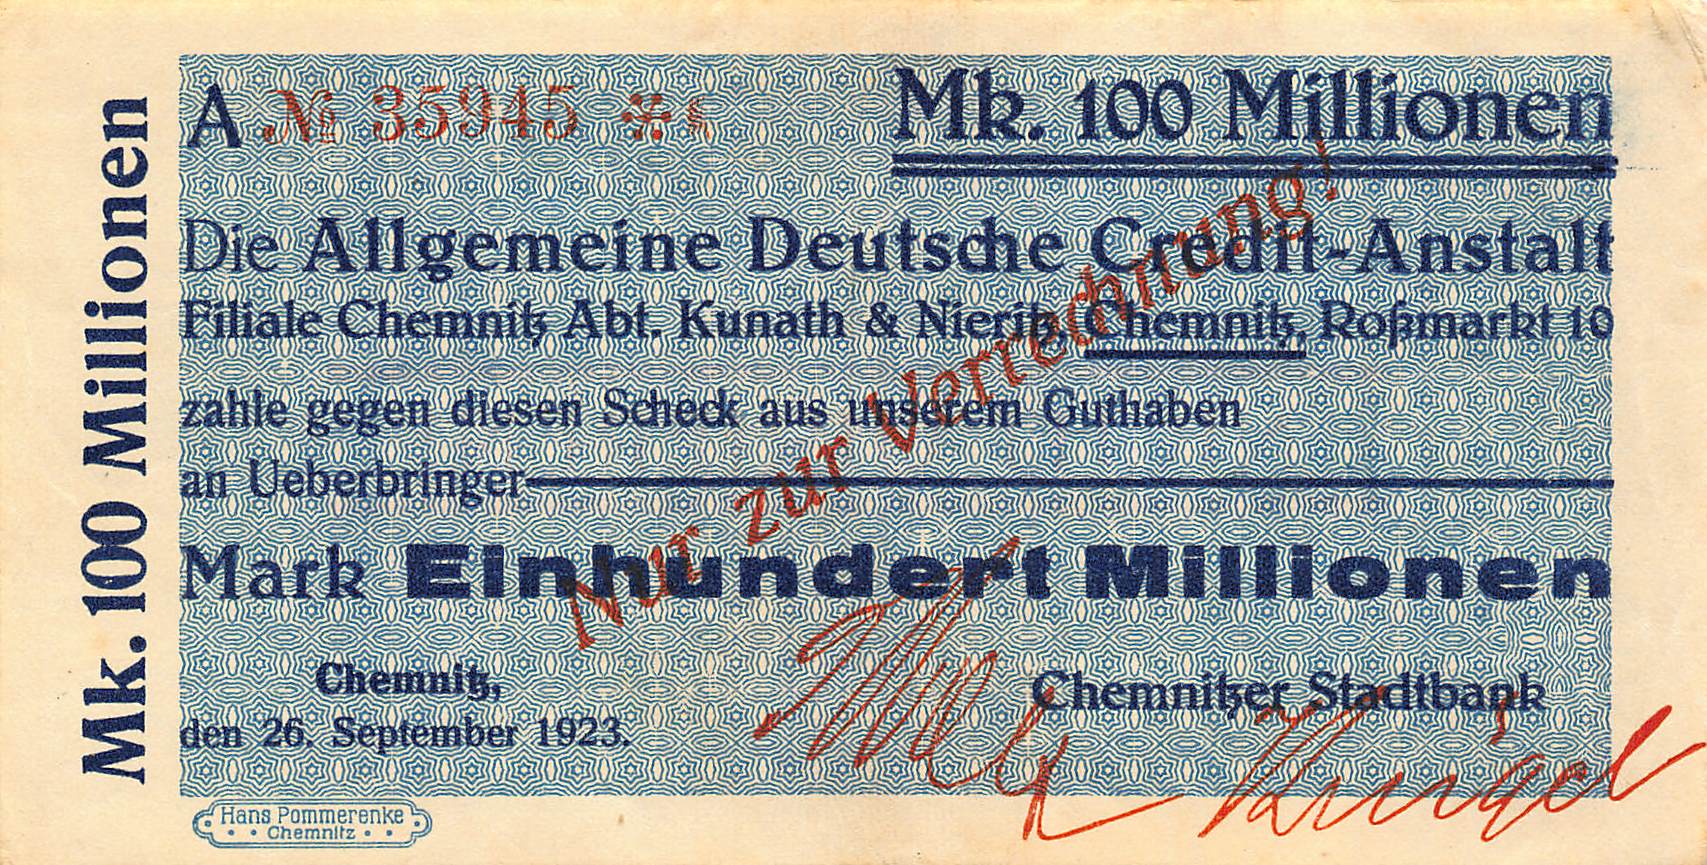 Mk. 100 Millionen
A № 35945 *
Mk. 100 Millionen
Die Allgemeine Deutsche Credit-Anstalt
Filiale Chemnitz Abt. Kunath & Nieritz, Chemnitz, Roßmarkt 10
zahle gegen diesen Scheck aus unserem Guthaben
an Ueberbringer
Mark Einhundert Millionen
Nur zur Verrechnung!
Chemnitz,
den 26. September 1923.
Chemnitzer Stadtbank
Hans Pommerenke
Chemnitz